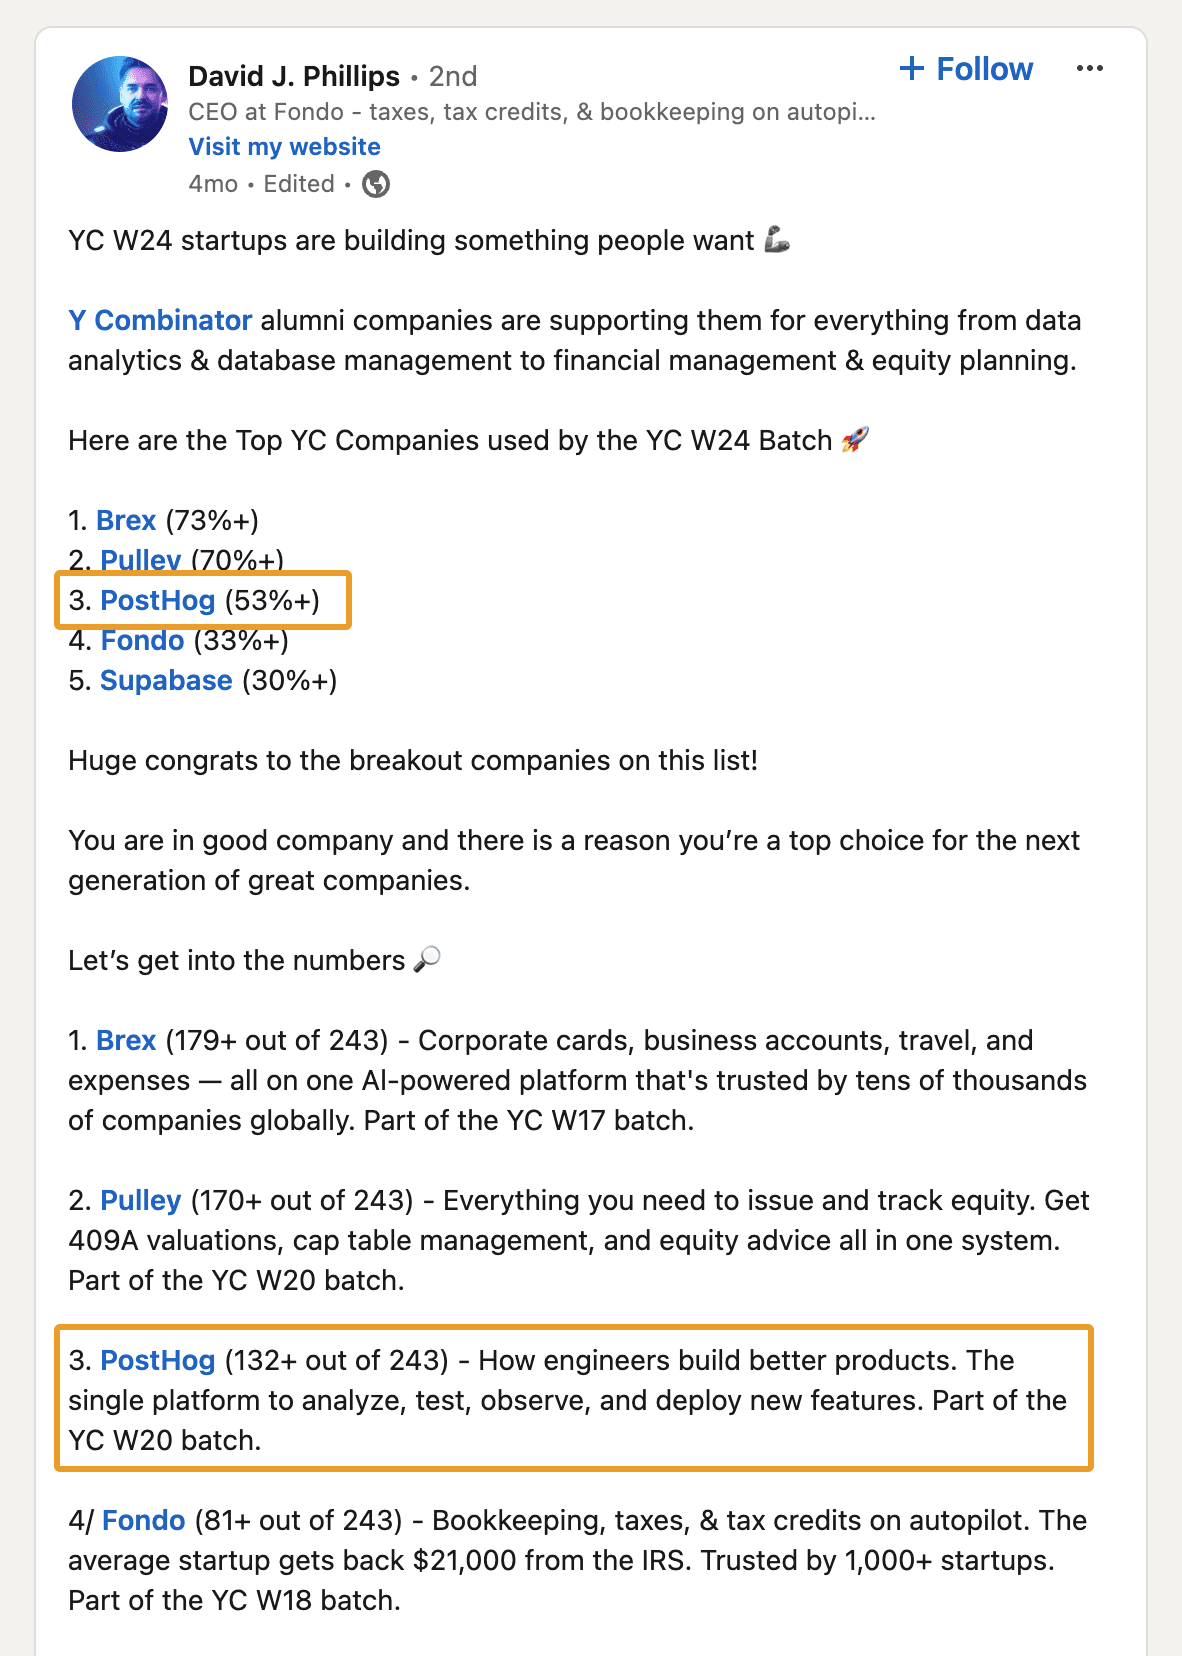 David J. Phillips • 2nd
+ Follow •••
CEO at Fondo - taxes, tax credits, & bookkeeping on autopi...
Visit my website
4mo • Edited •
YC W24 startups are building something people want 🦾
Y Combinator alumni companies are supporting them for everything from data
analytics & database management to financial management & equity planning.
Here are the Top YC Companies used by the YC W24 Batch 🚀
1. Brex (73%+)
2. Pulley (70%+)
3. PostHog (53%+)
4. Fondo (33%+)
5. Supabase (30%+)
Huge congrats to the breakout companies on this list!
You are in good company and there is a reason you’re a top choice for the next
generation of great companies.
Let’s get into the numbers 🔎
1. Brex (179+ out of 243) - Corporate cards, business accounts, travel, and
expenses — all on one AI-powered platform that's trusted by tens of thousands
of companies globally. Part of the YC W17 batch.
2. Pulley (170+ out of 243) - Everything you need to issue and track equity. Get
409A valuations, cap table management, and equity advice all in one system.
Part of the YC W20 batch.
3. PostHog (132+ out of 243) - How engineers build better products. The
single platform to analyze, test, observe, and deploy new features. Part of the
YC W20 batch.
4/ Fondo (81+ out of 243) - Bookkeeping, taxes, & tax credits on autopilot. The
average startup gets back $21,000 from the IRS. Trusted by 1,000+ startups.
Part of the YC W18 batch.